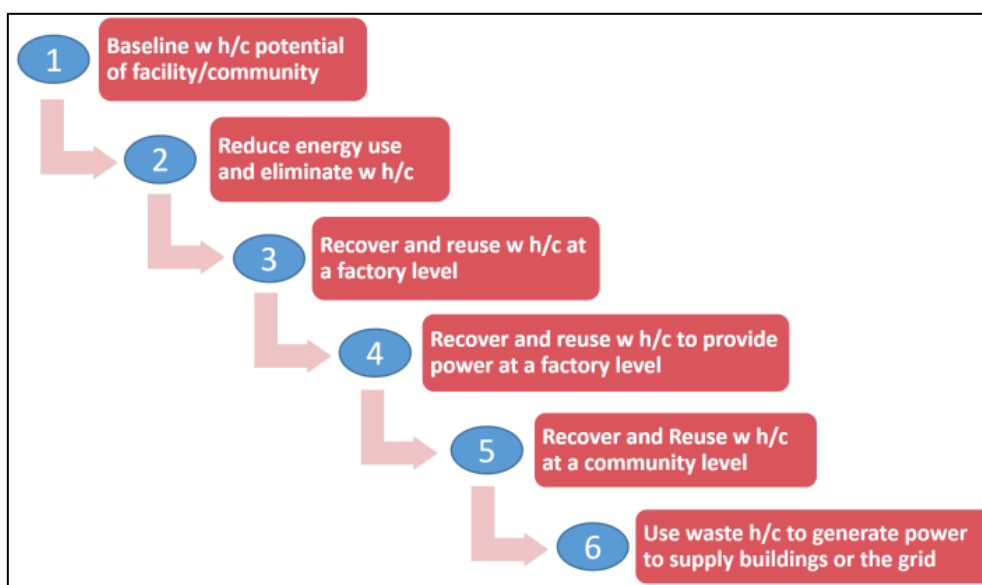 1
Baseline w h/c potential
of facility/community
2
Reduce energy use
and eliminate w h/c
3
Recover and reuse w h/c at
a factory level
4
Recover and reuse w h/c to provide
power at a factory level
5
Recover and Reuse w h/c
at a community level
6
Use waste h/c to generate power
to supply buildings or the grid